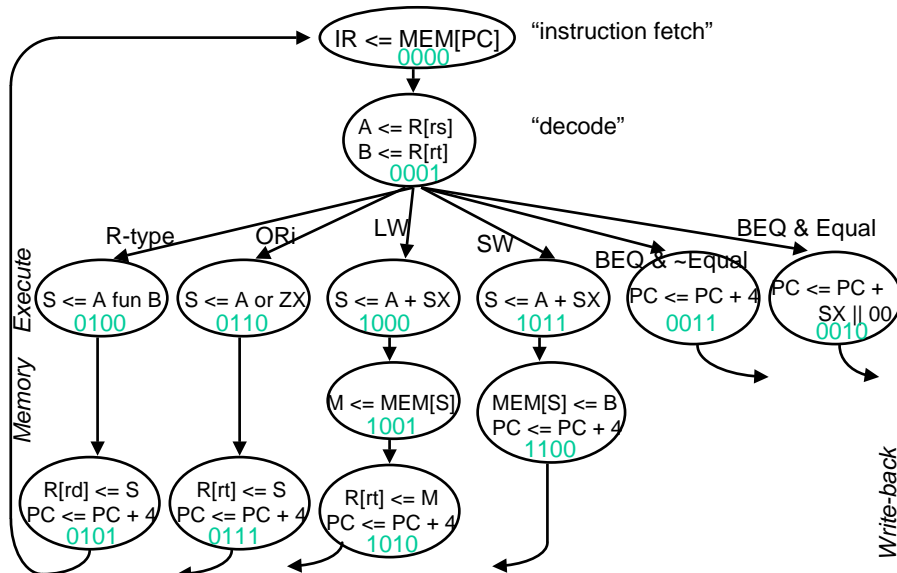 IR <= MEM[PC]
0000
“instruction fetch”
A <= R[rs]
B <= R[rt]
0001
“decode”
R-type
ORi
LW
SW
BEQ & ~Equal
BEQ & Equal
Execute
S <= A fun B
0100
S <= A or ZX
0110
S <= A + SX
1000
S <= A + SX
1011
PC <= PC + 4
0011
PC <= PC +
SX || 00
0010
Memory
M <= MEM[S]
1001
MEM[S] <= B
PC <= PC + 4
1100
R[rd] <= S
PC <= PC + 4
0101
R[rt] <= S
PC <= PC + 4
0111
R[rt] <= M
PC <= PC + 4
1010
Write-back